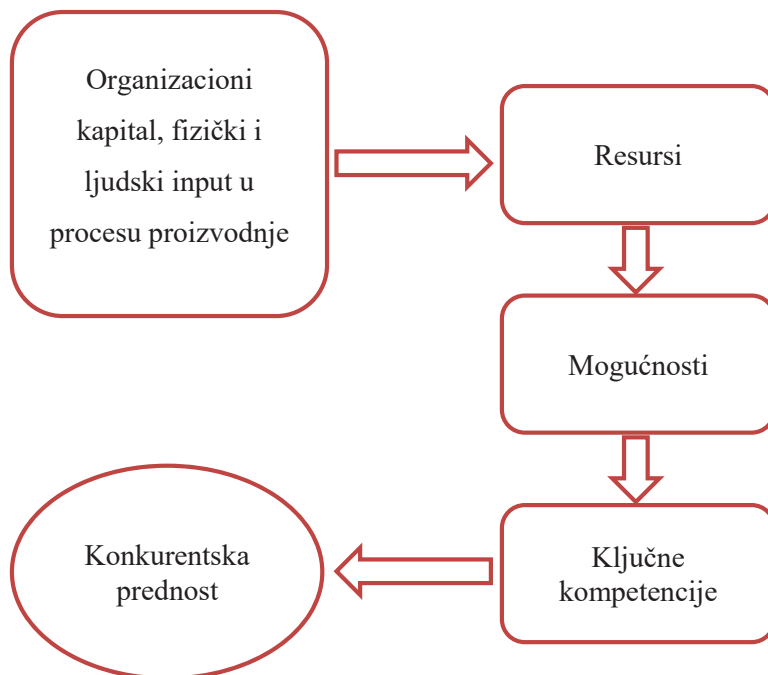 Organizacioni
kapital, fizički i
ljudski input u
procesu proizvodnje
Resursi
Mogućnosti
Ključne
kompetencije
Konkurentska
prednost